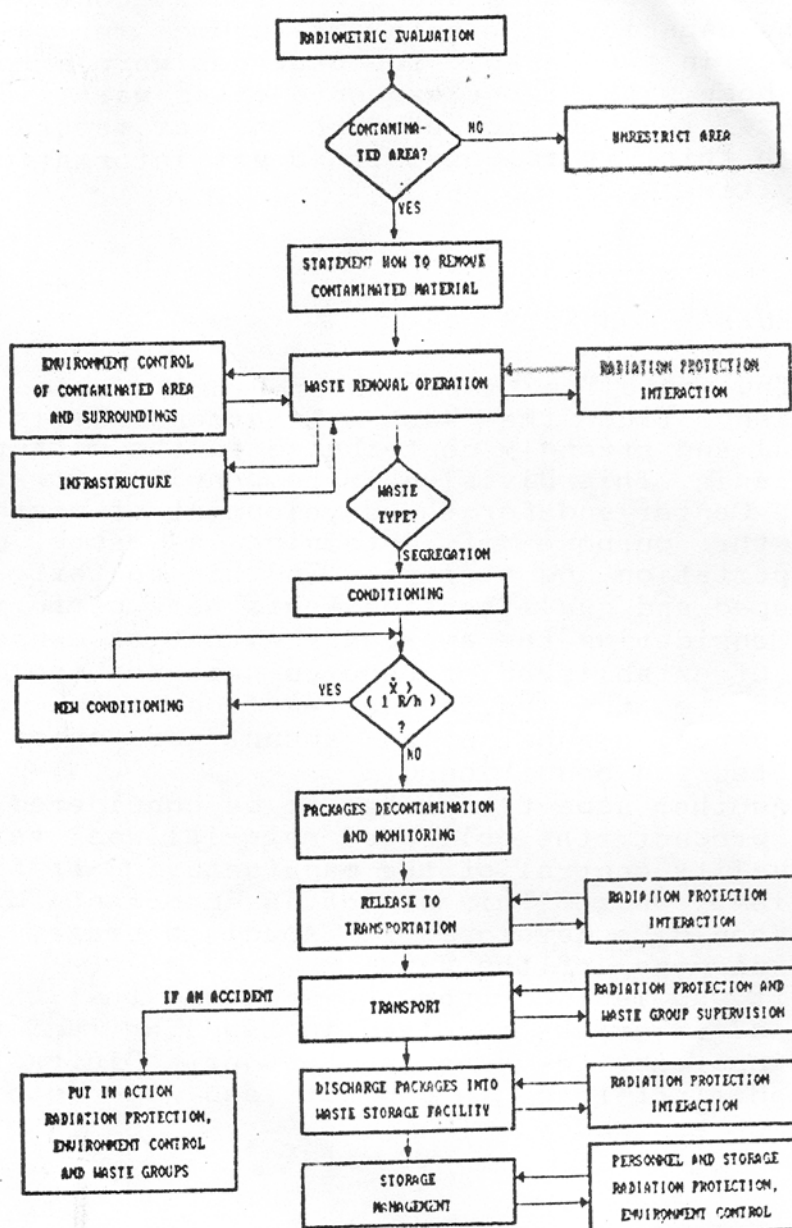 RADIOMETRIC EVALUATION
CONTAMINA-
TED AREA?
NO
UNRESTRICT AREA
YES
STATEMENT HOW TO REMOVE
CONTAMINATED MATERIAL
ENVIRONMENT CONTROL
OF CONTAMINATED AREA
AND SURROUNDINGS
WASTE REMOVAL OPERATION
RADIATION PROTECTION
INTERACTION
INFRASTRUCTURE
WASTE
TYPE?
SEGREGATION
CONDITIONING
NEW CONDITIONING
YES
Ẋ >
( 1 R/h )
?
NO
PACKAGES DECONTAMINATION
AND MONITORING
RELEASE TO
TRANSPORTATION
RADIATION PROTECTION
INTERACTION
IF AN ACCIDENT
TRANSPORT
RADIATION PROTECTION AND
WASTE GROUP SUPERVISION
PUT IN ACTION
RADIATION PROTECTION,
ENVIRONMENT CONTROL
AND WASTE GROUPS
DISCHARGE PACKAGES INTO
WASTE STORAGE FACILITY
RADIATION PROTECTION
INTERACTION
STORAGE
MANAGEMENT
PERSONNEL AND STORAGE
RADIATION PROTECTION,
ENVIRONMENT CONTROL